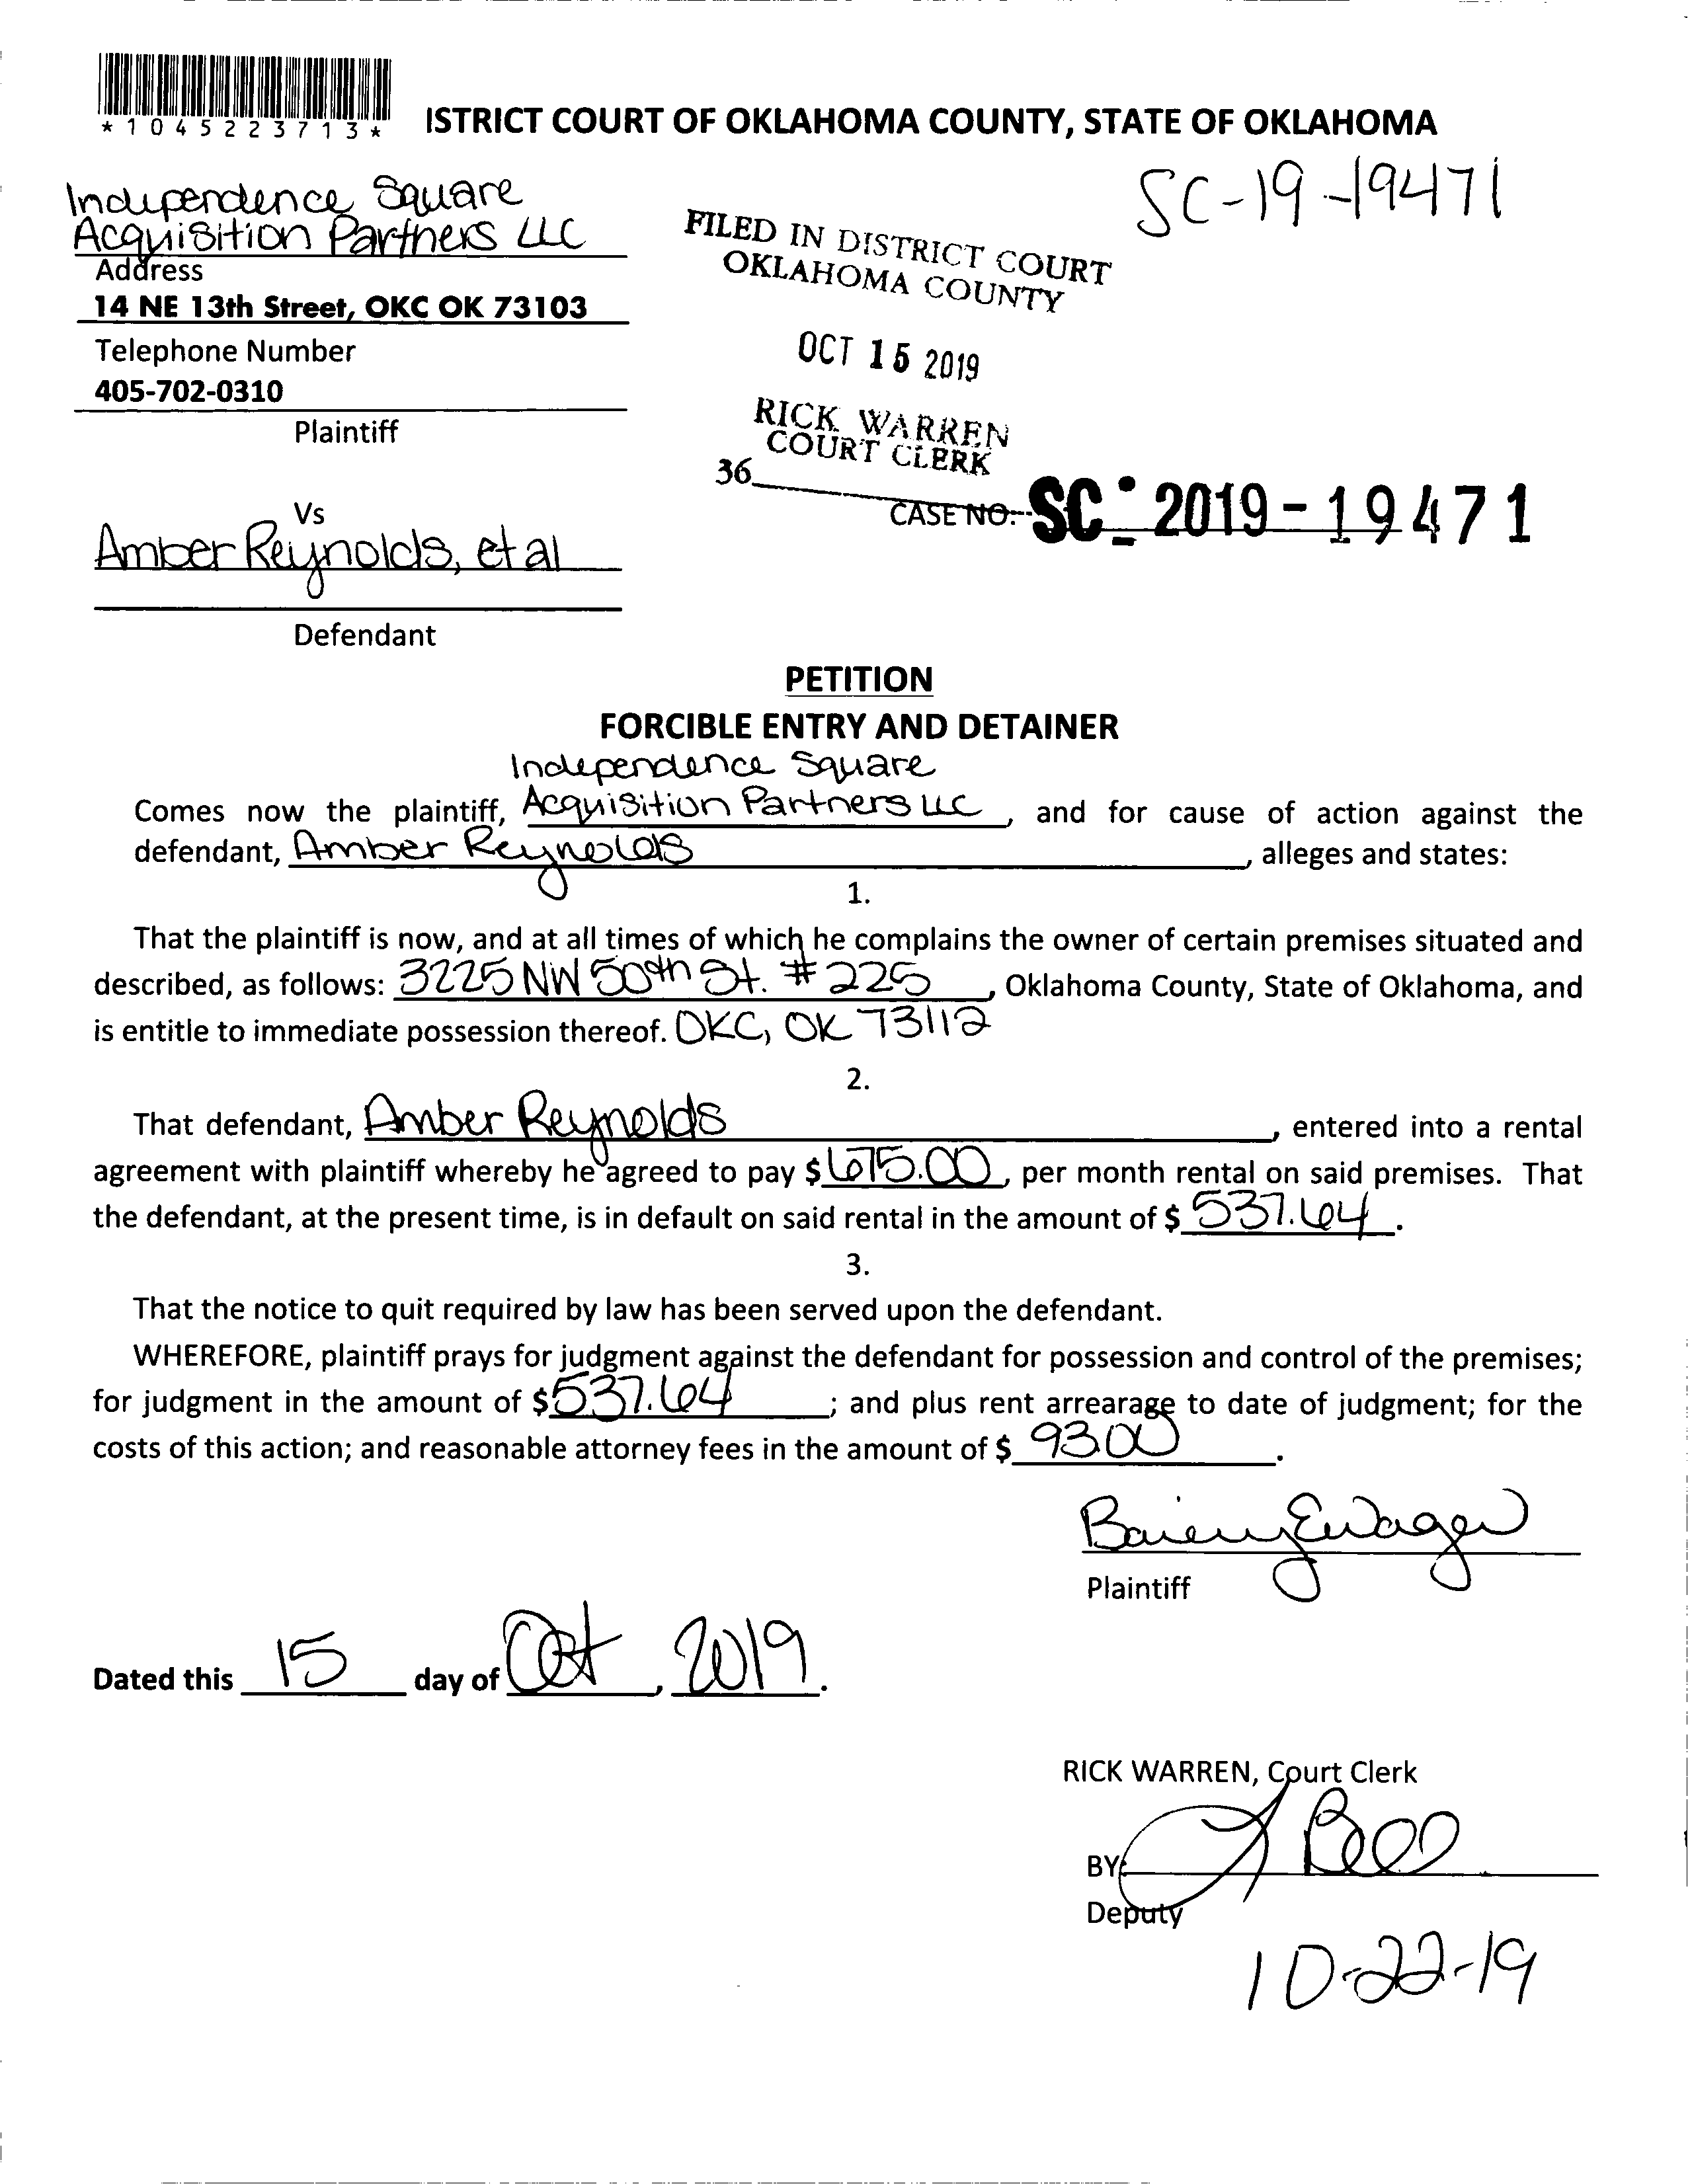 *1045223713*
ISTRICT COURT OF OKLAHOMA COUNTY, STATE OF OKLAHOMA
SC-19-19471
Independence Square
Acquisition Partners LLC
Address
14 NE 13th Street, OKC OK 73103
Telephone Number
405-702-0310
Plaintiff
FILED IN DISTRICT COURT
OKLAHOMA COUNTY
OCT 15 2019
RICK WARREN
COURT CLERK
36
CASE NO. SC-2019-19471
Vs
Amber Reynolds, et al
Defendant
PETITION
FORCIBLE ENTRY AND DETAINER
Independence Square
Comes now the plaintiff, Acquisition Partners LLC, and for cause of action against the
defendant, Amber Reynolds, alleges and states:
1.
That the plaintiff is now, and at all times of which he complains the owner of certain premises situated and
described, as follows: 3225 NW 50th St. #225, Oklahoma County, State of Oklahoma, and
is entitle to immediate possession thereof. OKC, OK 73112
2.
That defendant, Amber Reynolds, entered into a rental
agreement with plaintiff whereby he agreed to pay $675.00, per month rental on said premises. That
the defendant, at the present time, is in default on said rental in the amount of $537.64.
3.
That the notice to quit required by law has been served upon the defendant.
WHEREFORE, plaintiff prays for judgment against the defendant for possession and control of the premises;
for judgment in the amount of $537.64; and plus rent arrearage to date of judgment; for the
costs of this action; and reasonable attorney fees in the amount of $93.00.
Plaintiff
Dated this 15 day of Oct, 2019.
RICK WARREN, Court Clerk
BY:
Deputy
10-22-19